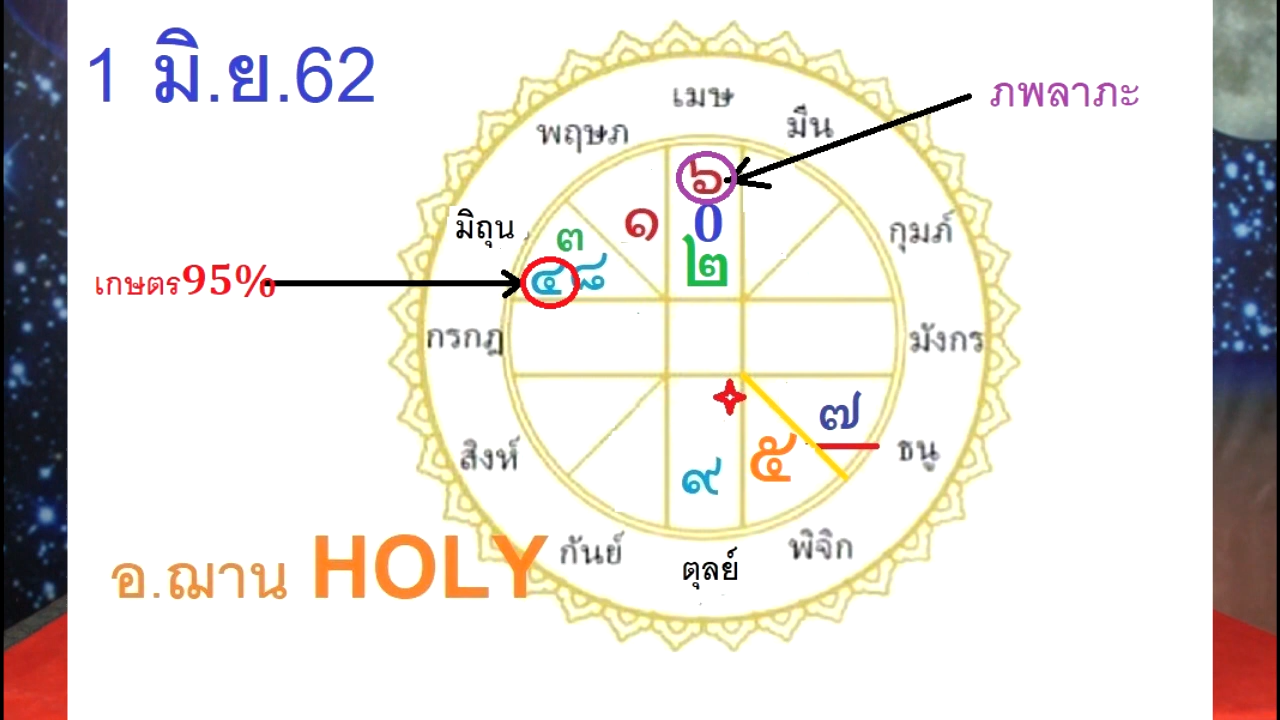 1 มิ.ย.62
เมษ
มีน
ภพลาภะ
พฤษภ
๖
มิถุน
๓
๑
0
กุมภ์
เกษตร95%
๔๘
๒
กรกฎ
มังกร
๗
สิงห์
๙
๕
ธนู
อ.ฌาน HOLY
กันย์
ตุลย์
พิจิก